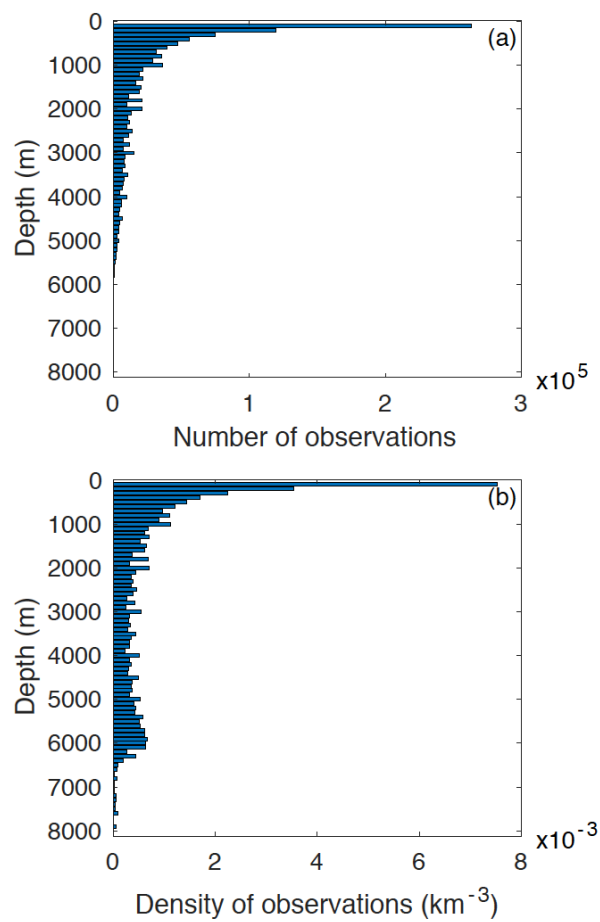 0
(a)
1000
2000
3000
4000
5000
6000
7000
8000
Depth (m)
0 1 2 3
x10^5
Number of observations
0
(b)
1000
2000
3000
4000
5000
6000
7000
8000
Depth (m)
0 2 4 6 8
x10^-3
Density of observations (km^-3)